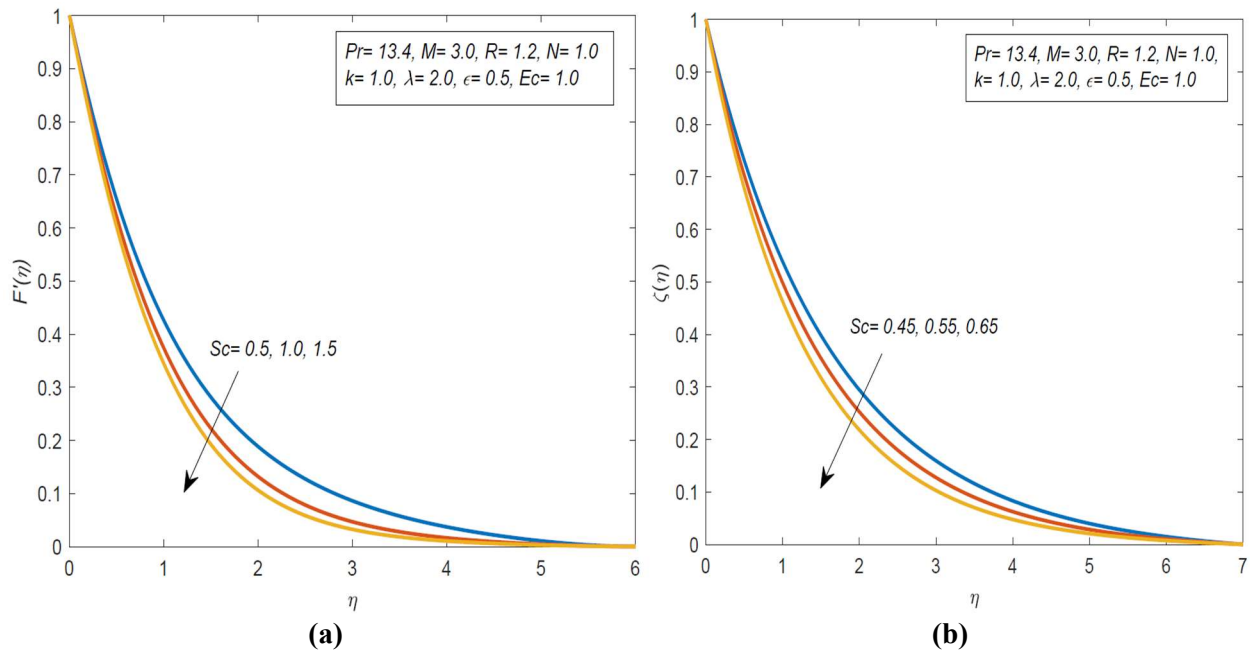 Pr= 13.4, M= 3.0, R= 1.2, N= 1.0
k= 1.0, λ= 2.0, ϵ= 0.5, Ec= 1.0
1
0.9
0.8
0.7
0.6
0.5
0.4
0.3
0.2
0.1
0
F'(η)
Sc= 0.5, 1.0, 1.5
0 1 2 3 4 5 6
η
(a)
Pr= 13.4, M= 3.0, R= 1.2, N= 1.0,
k= 1.0, λ= 2.0, ϵ= 0.5, Ec= 1.0
1
0.9
0.8
0.7
0.6
0.5
0.4
0.3
0.2
0.1
0
ζ(η)
Sc= 0.45, 0.55, 0.65
0 1 2 3 4 5 6 7
η
(b)